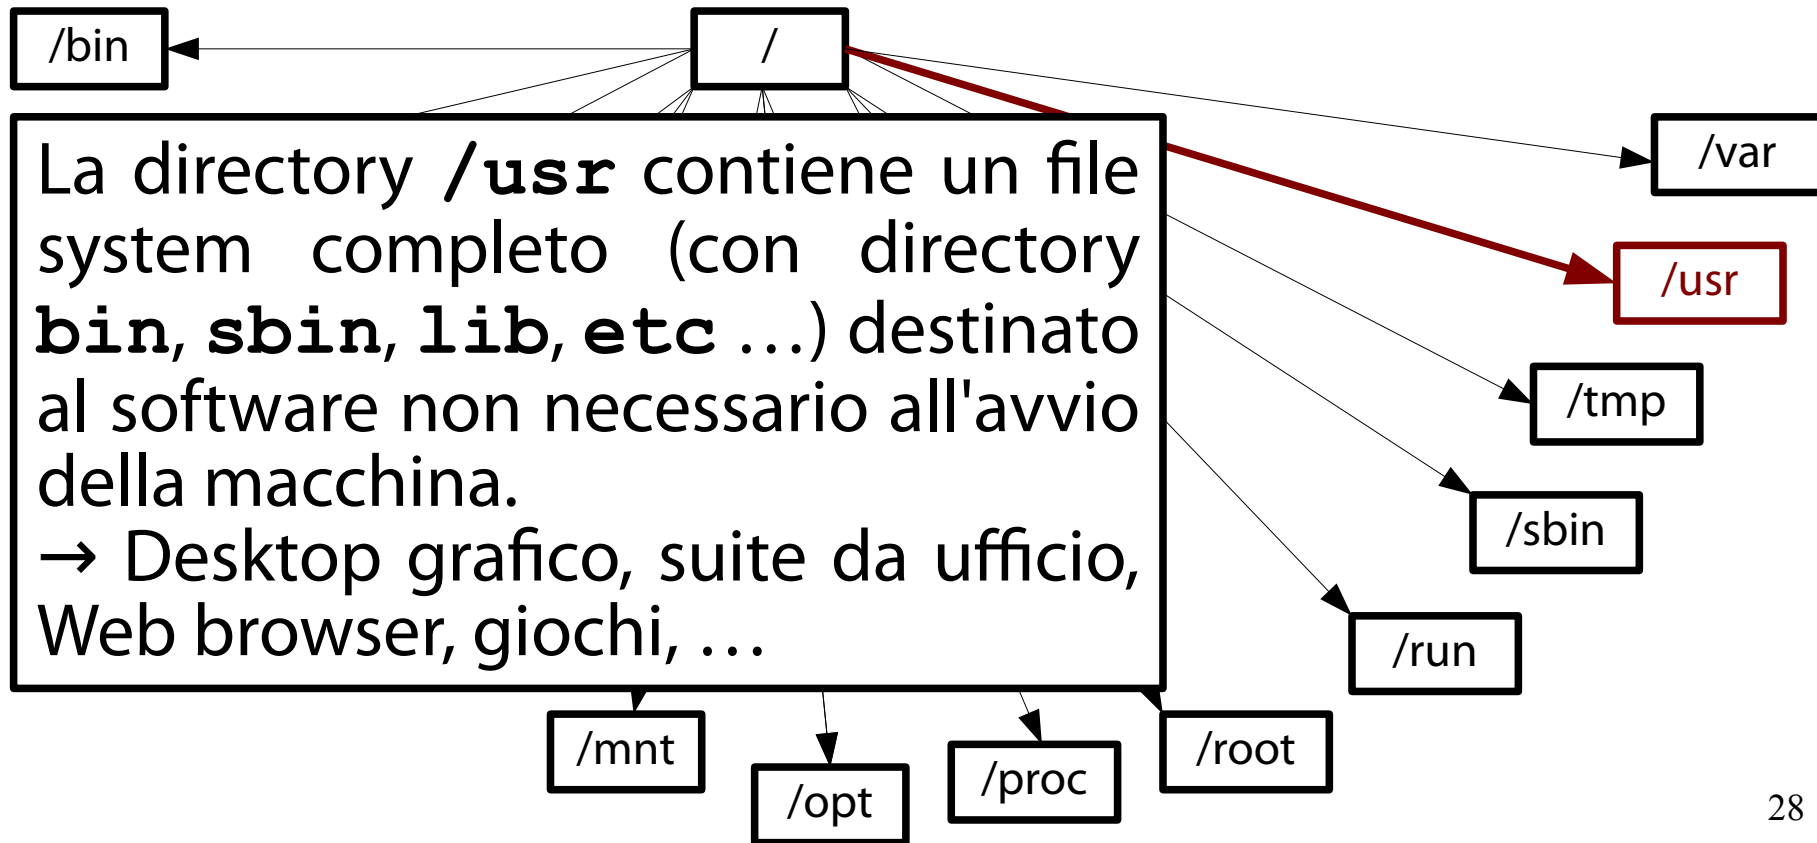 /bin
/
La directory /usr contiene un file
system completo (con directory
bin, sbin, lib, etc …) destinato
al software non necessario all'avvio
della macchina.
→ Desktop grafico, suite da ufficio,
Web browser, giochi, …
/var
/usr
/tmp
/sbin
/run
/mnt
/opt
/proc
/root
28